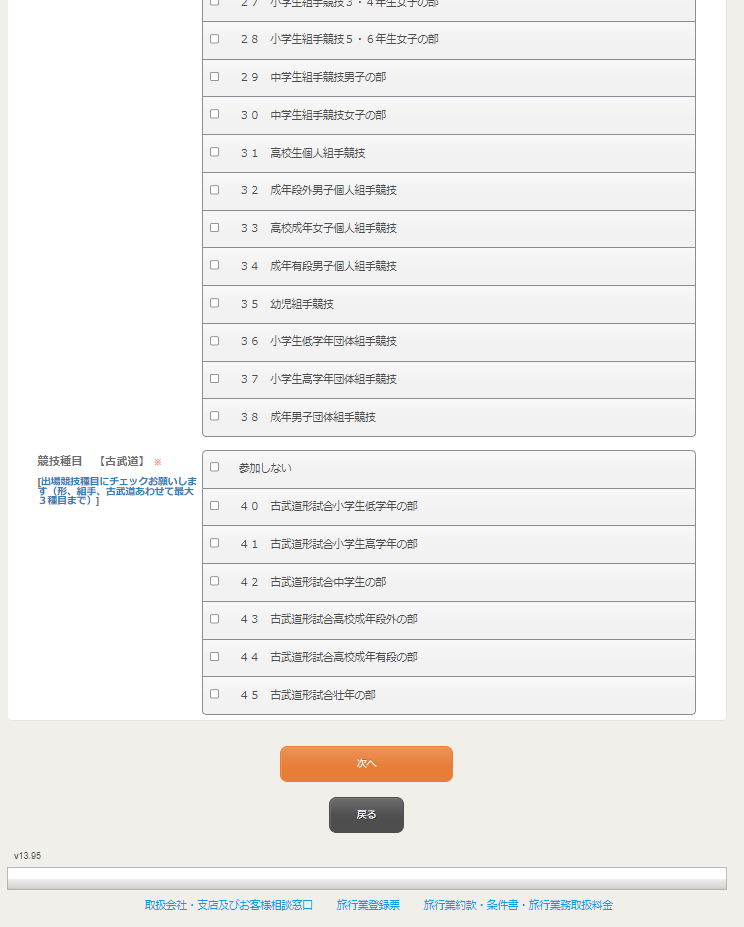 ２７　小学生組手競技３・４年生女子の部
２８　小学生組手競技５・６年生女子の部
２９　中学生組手競技男子の部
３０　中学生組手競技女子の部
３１　高校生個人組手競技
３２　成年段外男子個人組手競技
３３　高校成年女子個人組手競技
３４　成年有段男子個人組手競技
３５　幼児組手競技
３６　小学生低学年団体組手競技
３７　小学生高学年団体組手競技
３８　成年男子団体組手競技
競技種目　【古武道】 ※
[出場競技種目にチェックお願いしま
す（形、組手、古武道あわせて最大
３種目まで）]
参加しない
４０　古武道形試合小学生低学年の部
４１　古武道形試合小学生高学年の部
４２　古武道形試合中学生の部
４３　古武道形試合高校成年段外の部
４４　古武道形試合高校成年有段の部
４５　古武道形試合壮年の部
次へ
戻る
v13.95
取扱会社・支店及びお客様相談窓口　旅行業登録票　旅行業約款・条件書・旅行業務取扱料金